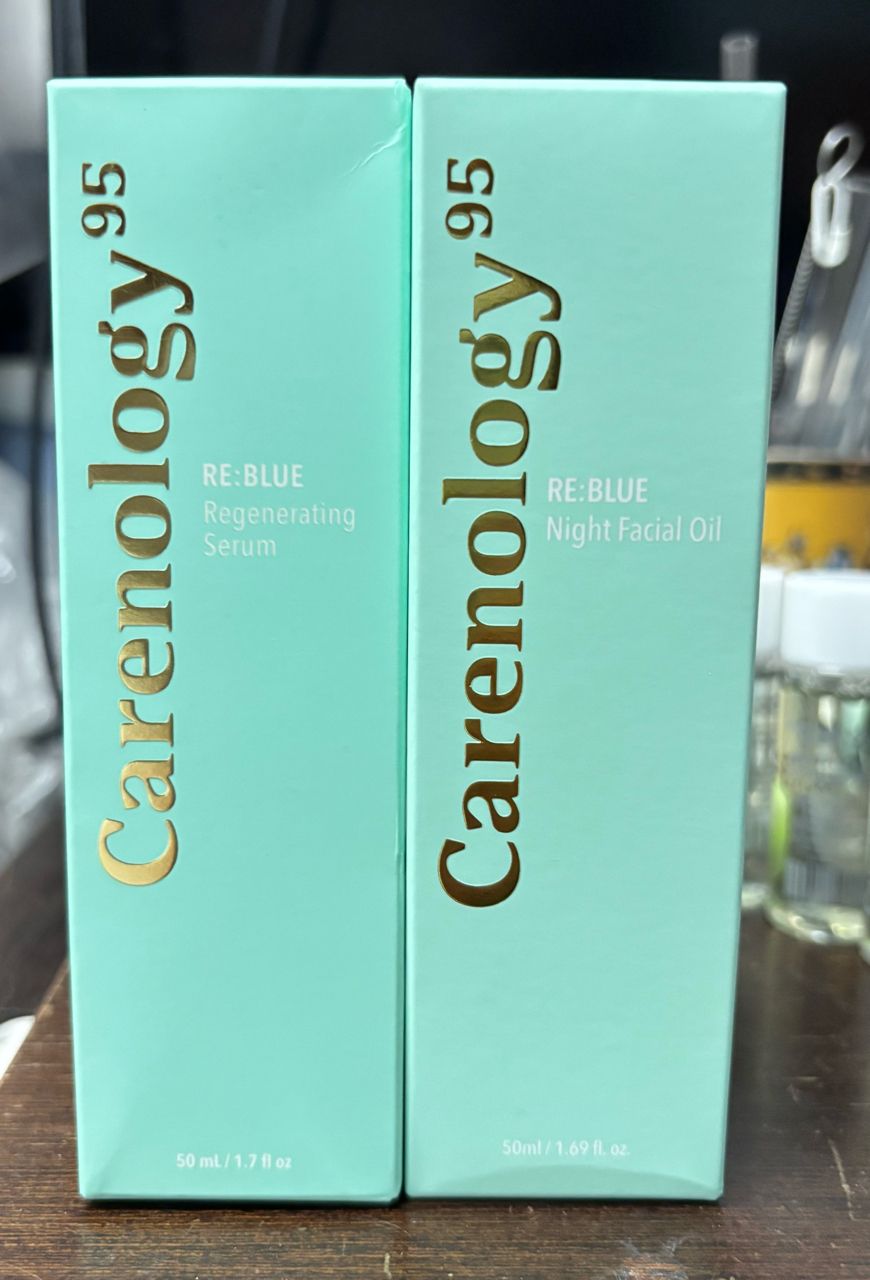 Carenology95
RE:BLUE
Regenerating
Serum
50 mL / 1.7 fl oz
Carenology95
RE:BLUE
Night Facial Oil
50ml / 1.69 fl. oz.